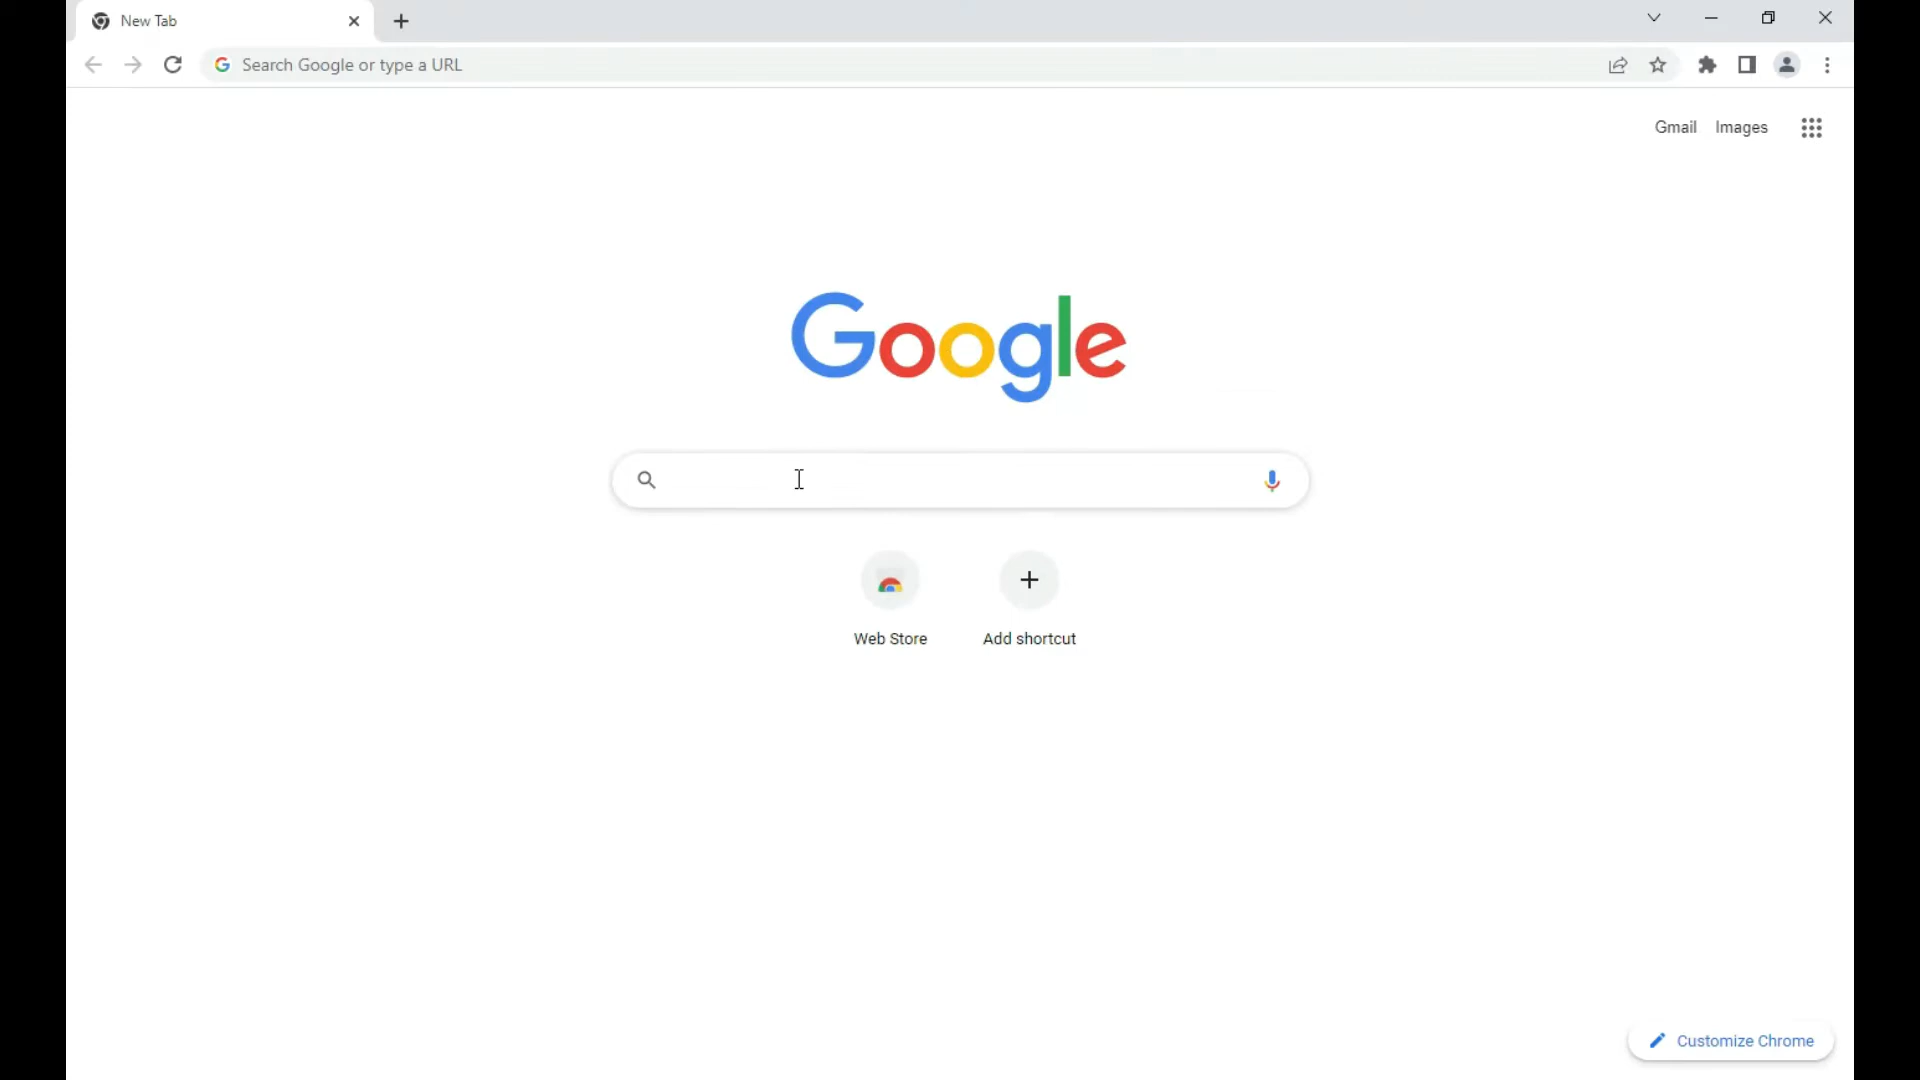 New Tab
Search Google or type a URL
Gmail Images
Google
Web Store Add shortcut
Customize Chrome